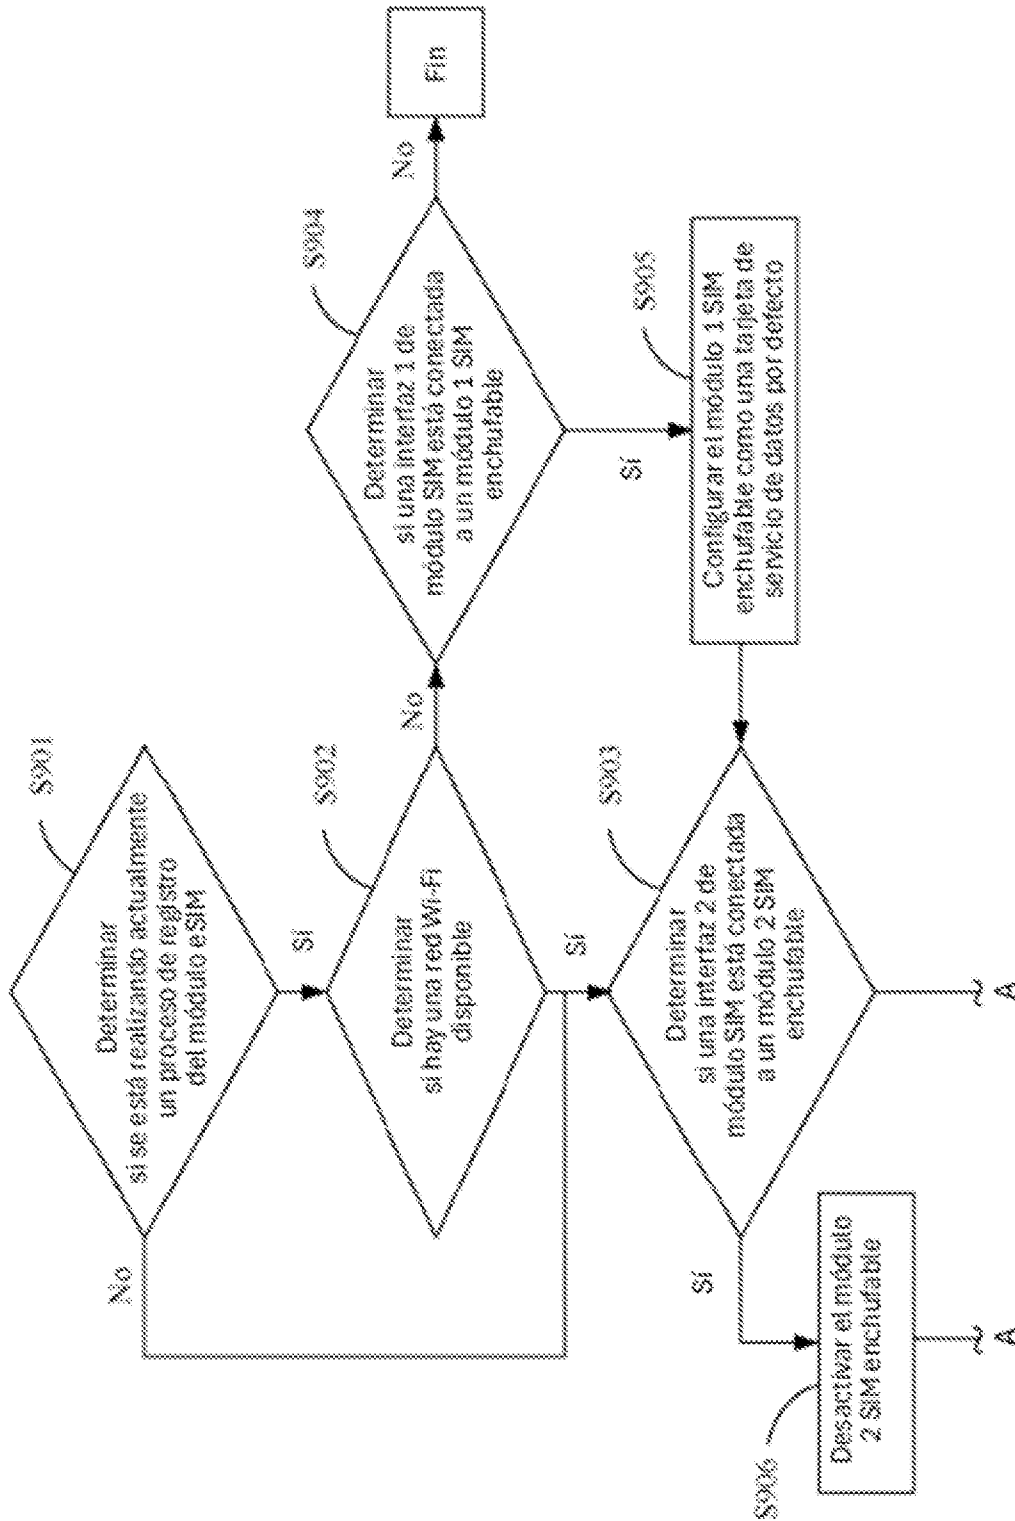 S901
Determinar
si se está realizando actualmente
un proceso de registro
del módulo eSIM
No
Sí
S902
Determinar
si hay una red Wi-Fi
disponible
No
Sí
S904
Determinar
si una interfaz 1 de
módulo SIM está conectada
a un módulo 1 SIM
enchufable
No
Fin
Sí
S905
Configurar el módulo 1 SIM
enchufable como una tarjeta de
servicio de datos por defecto
S903
Determinar
si una interfaz 2 de
módulo SIM está conectada
a un módulo 2 SIM
enchufable
Sí
S906
Desactivar el módulo
2 SIM enchufable
A
A